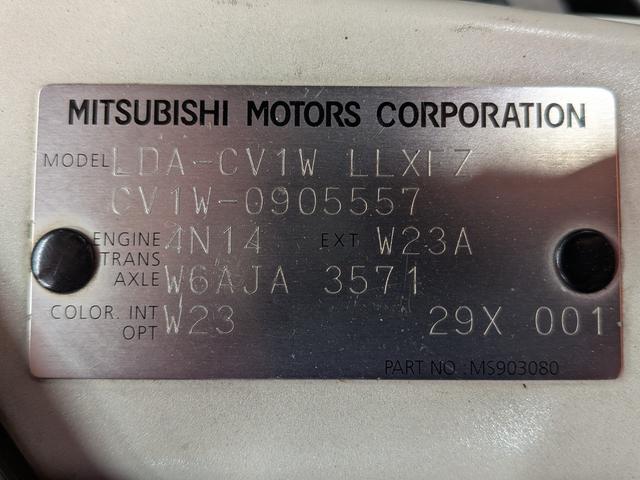 MITSUBISHI MOTORS CORPORATION
MODEL LDA-CV1W LLXFZ
CV1W-0905557
ENGINE 4N14 EXT W23A
TRANS
AXLE W6AJA 3571
COLOR. INT
OPT W23 29X 001
PART NO : MS903080